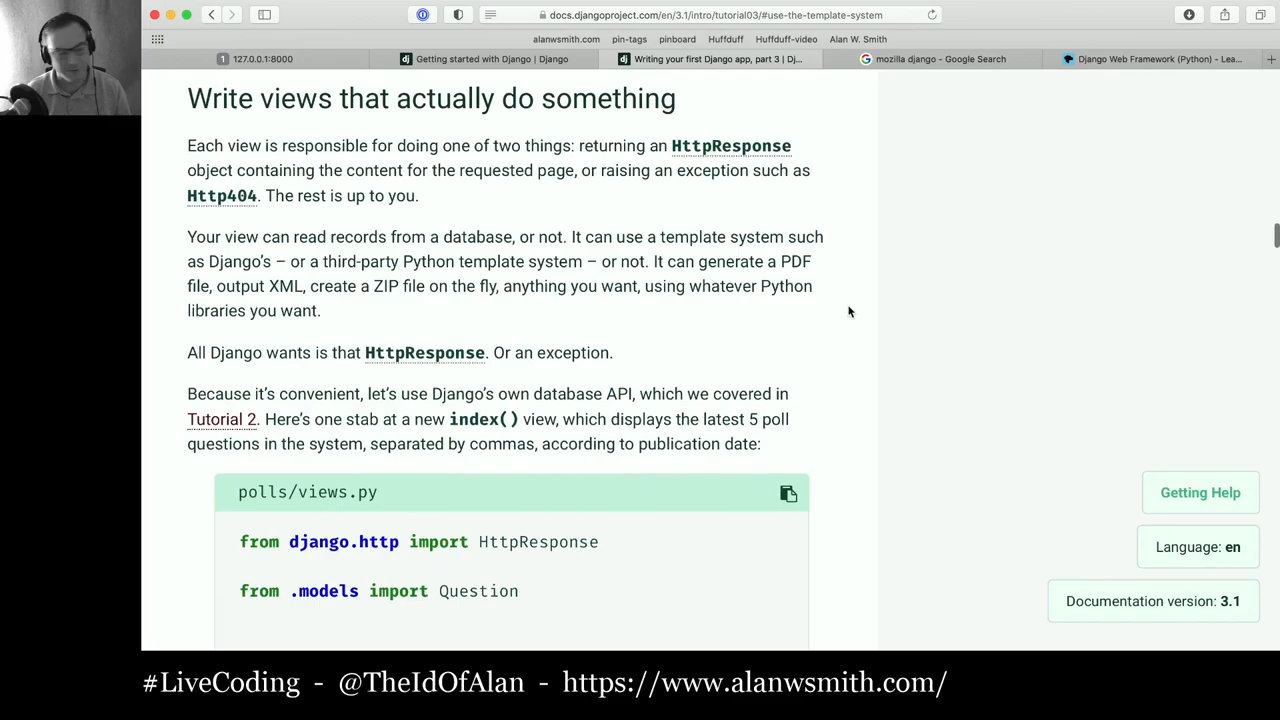 docs.djangoproject.com/en/3.1/intro/tutorial03/#use-the-template-system
alanwsmith.com pin-tags pinboard Huffduff Huffduff-video Alan W. Smith
1 127.0.0.1:8000 dj Getting started with Django | Django dj Writing your first Django app, part 3 | Dj... G mozilla django - Google Search Django Web Framework (Python) - Lea...
Write views that actually do something
Each view is responsible for doing one of two things: returning an HttpResponse
object containing the content for the requested page, or raising an exception such as
Http404. The rest is up to you.
Your view can read records from a database, or not. It can use a template system such
as Django’s – or a third-party Python template system – or not. It can generate a PDF
file, output XML, create a ZIP file on the fly, anything you want, using whatever Python
libraries you want.
All Django wants is that HttpResponse. Or an exception.
Because it’s convenient, let’s use Django’s own database API, which we covered in
Tutorial 2. Here’s one stab at a new index() view, which displays the latest 5 poll
questions in the system, separated by commas, according to publication date:
polls/views.py
from django.http import HttpResponse
from .models import Question
Getting Help
Language: en
Documentation version: 3.1
#LiveCoding - @TheIdOfAlan - https://www.alanwsmith.com/